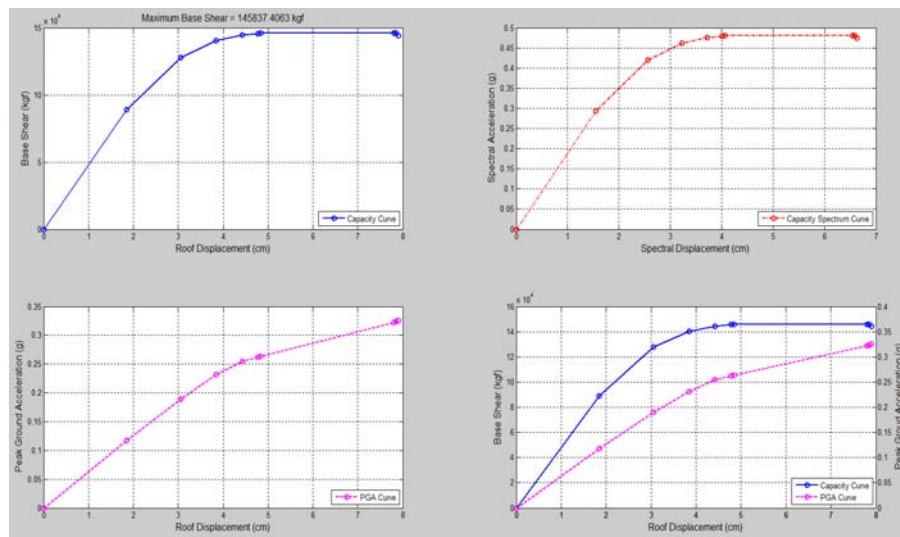 Maximum Base Shear = 145837.4063 kgf
x 10⁴
15
10
5
0
Base Shear (kgf)
0 1 2 3 4 5 6 7 8
Roof Displacement (cm)
Capacity Curve
0.5
0.45
0.4
0.35
0.3
0.25
0.2
0.15
0.1
0.05
0
Spectral Acceleration (g)
0 1 2 3 4 5 6 7
Spectral Displacement (cm)
Capacity Spectrum Curve
0.35
0.3
0.25
0.2
0.15
0.1
0.05
0
Peak Ground Acceleration (g)
0 1 2 3 4 5 6 7 8
Roof Displacement (cm)
PGA Curve
x 10⁴
16
14
12
10
8
6
4
2
0
Base Shear (kgf)
0 1 2 3 4 5 6 7 8
Roof Displacement (cm)
Capacity Curve
PGA Curve
0.4
0.35
0.3
0.25
0.2
0.15
0.1
0.05
0
Peak Ground Acceleration (g)